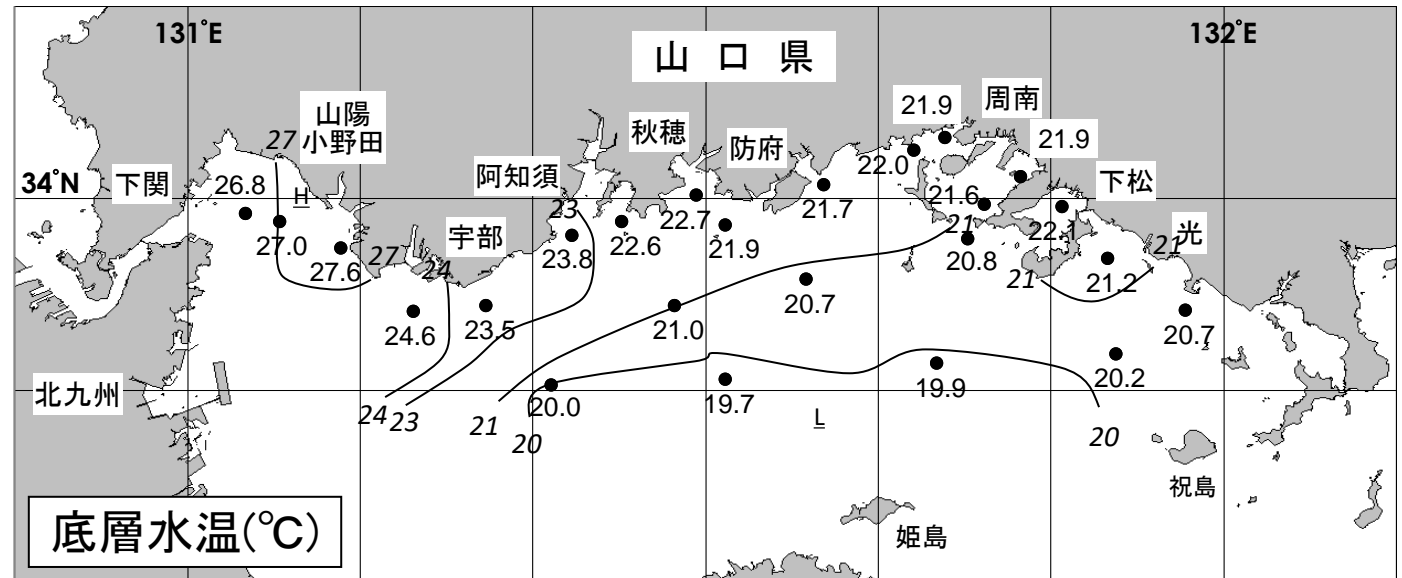 131°E
132°E
山口県
21.9
周南
山陽
小野田
27
秋穂
防府
22.0
21.9
34°N
下関
26.8
H
阿知須
下松
27.0
23
22.7
21.7
21.6
22.1
光
宇部
23.8
22.6
21.9
21
20.8
21
27.6
27
24
21
21.2
24.6
23.5
21.0
20.7
20.7
20.2
北九州
24
23
21
20
20.0
19.7
L
19.9
20
祝島
姫島
底層水温(℃)